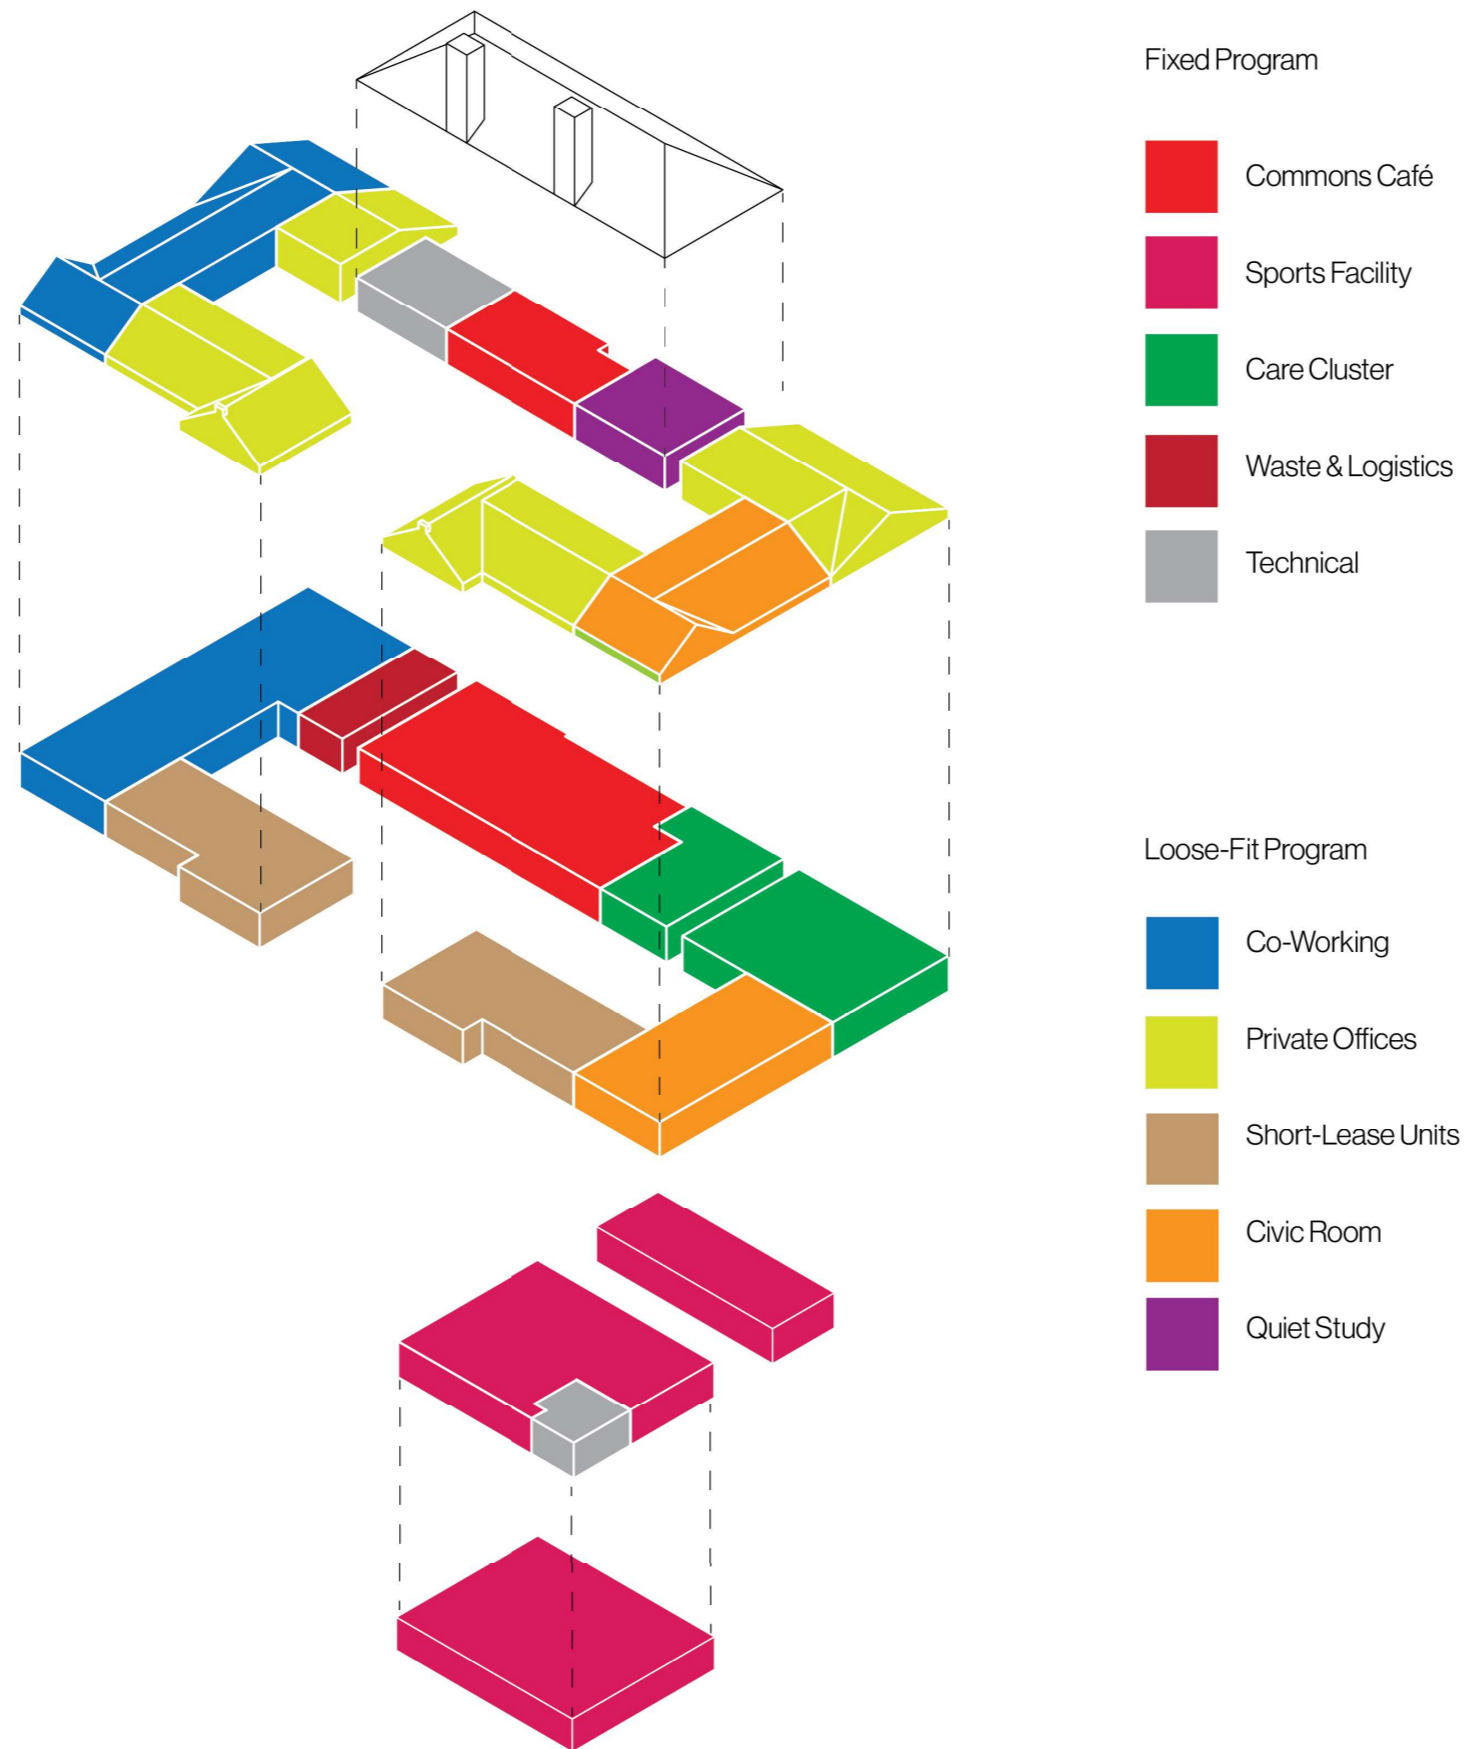 Fixed Program
Commons Café
Sports Facility
Care Cluster
Waste & Logistics
Technical
Loose-Fit Program
Co-Working
Private Offices
Short-Lease Units
Civic Room
Quiet Study